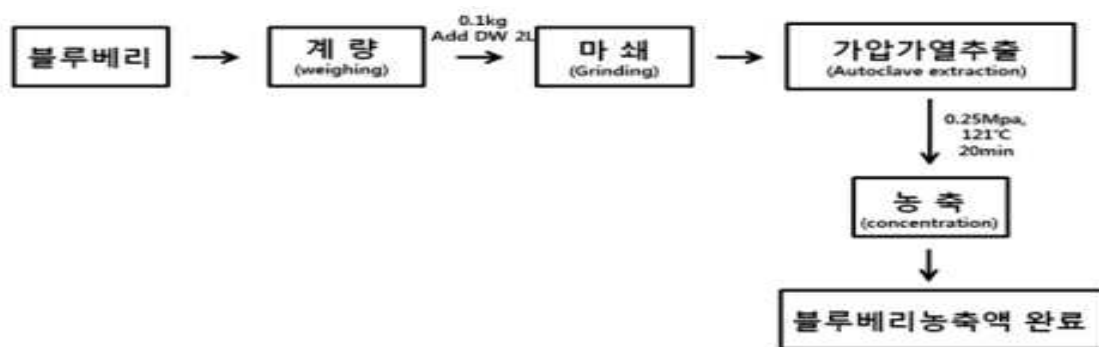 블루베리
계 량
(weighing)
0.1kg
Add DW 2L
마 쇄
(Grinding)
가압가열추출
(Autoclave extraction)
0.25Mpa,
121℃
20min
농 축
(concentration)
블루베리농축액 완료